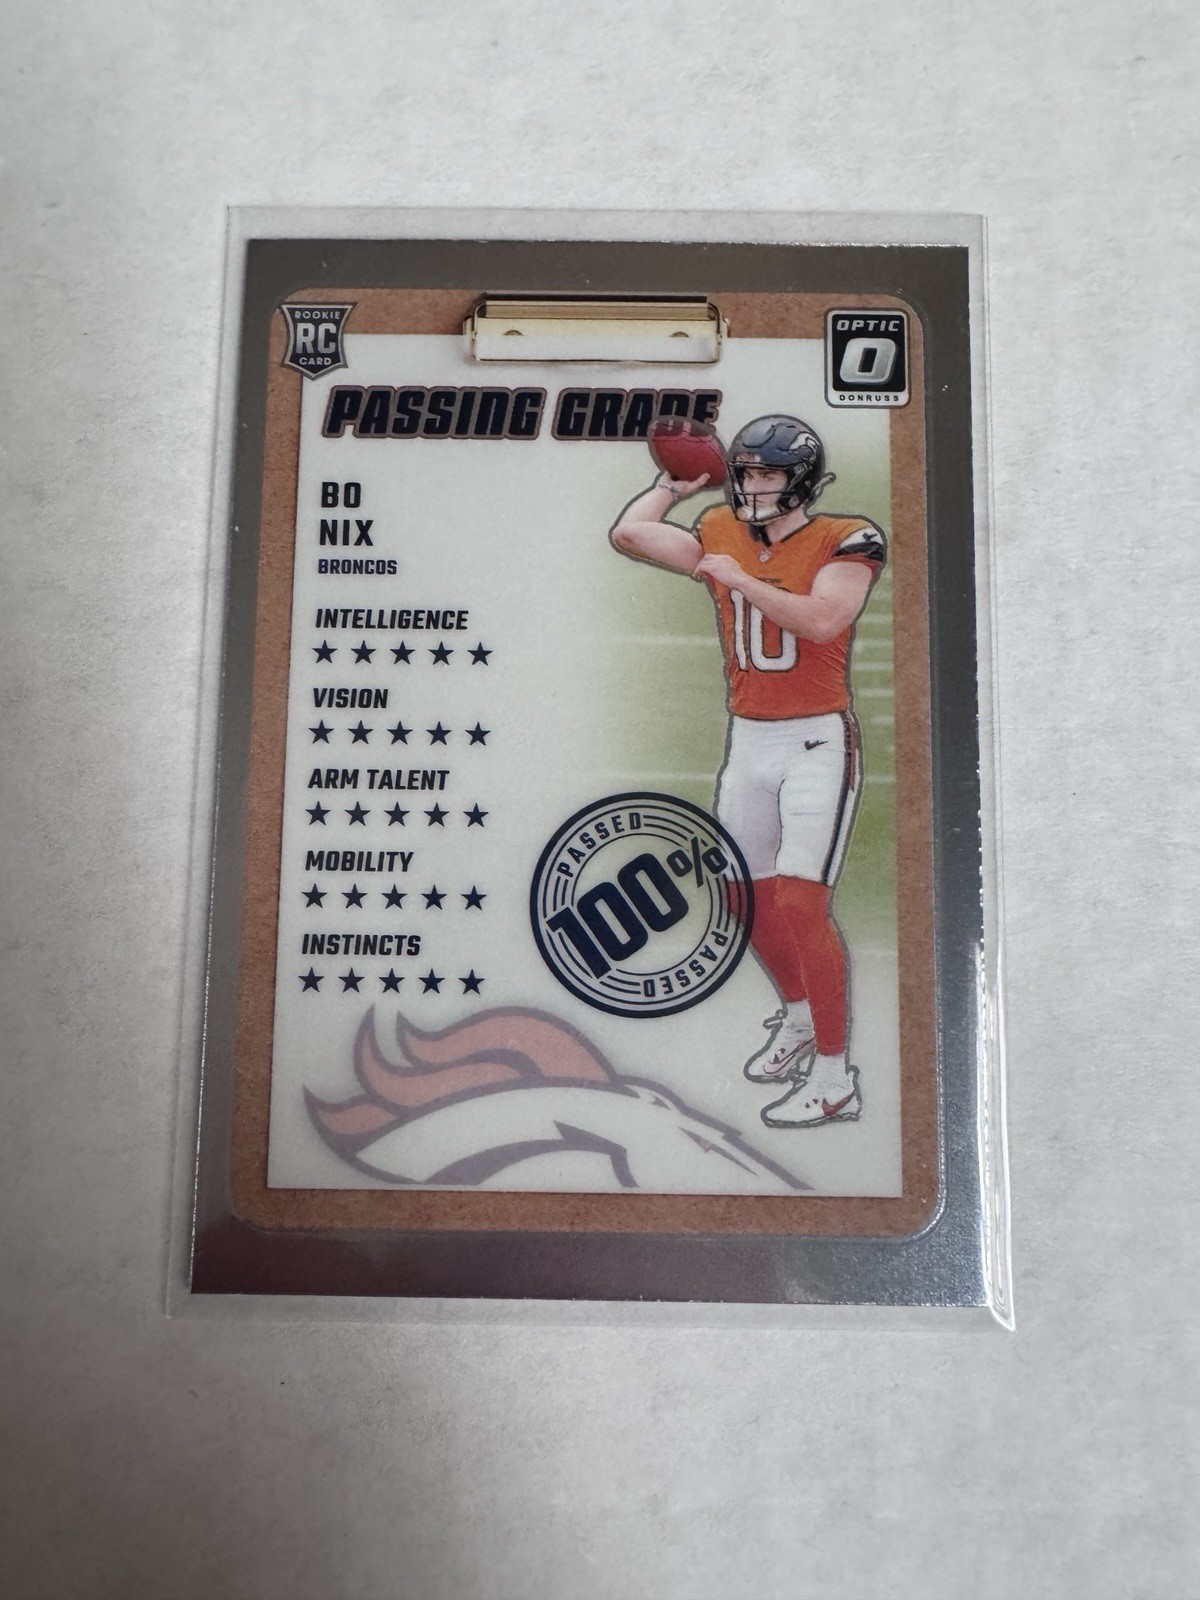 ROOKIE
RC
CARD
OPTIC
O
DONRUSS
PASSING GRADE
BO
NIX
BRONCOS
INTELLIGENCE
VISION
ARM TALENT
MOBILITY
INSTINCTS
PASSED
100%
PASSED
10